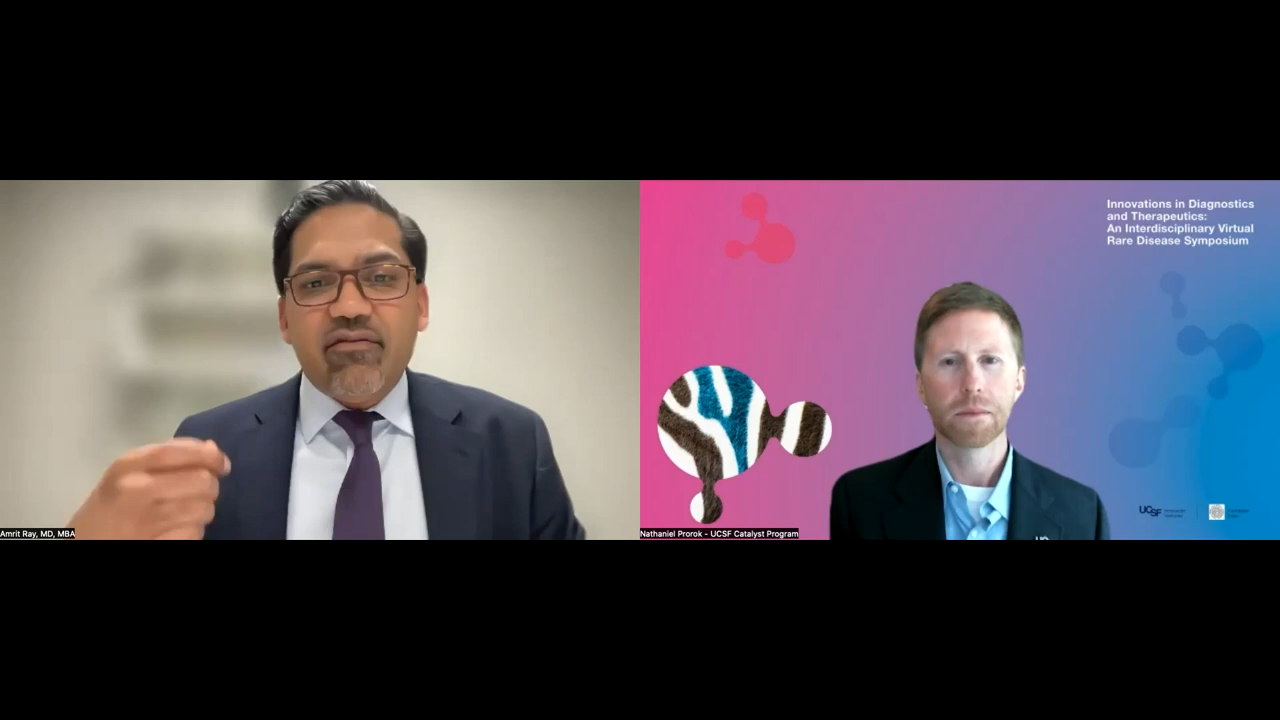 Innovations in Diagnostics
and Therapeutics:
An Interdisciplinary Virtual
Rare Disease Symposium
UCSF
Amrit Ray, MD, MBA
Nathaniel Prorok - UCSF Catalyst Program